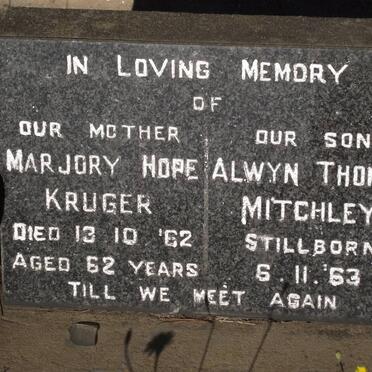 IN LOVING MEMORY
OF
OUR MOTHER
MARJORY HOPE
KRUGER
DIED 13 10 '62
AGED 62 YEARS
OUR SON
ALWYN
MITCHLEY
STILLBORN
6.11.'63
TILL WE MEET AGAIN